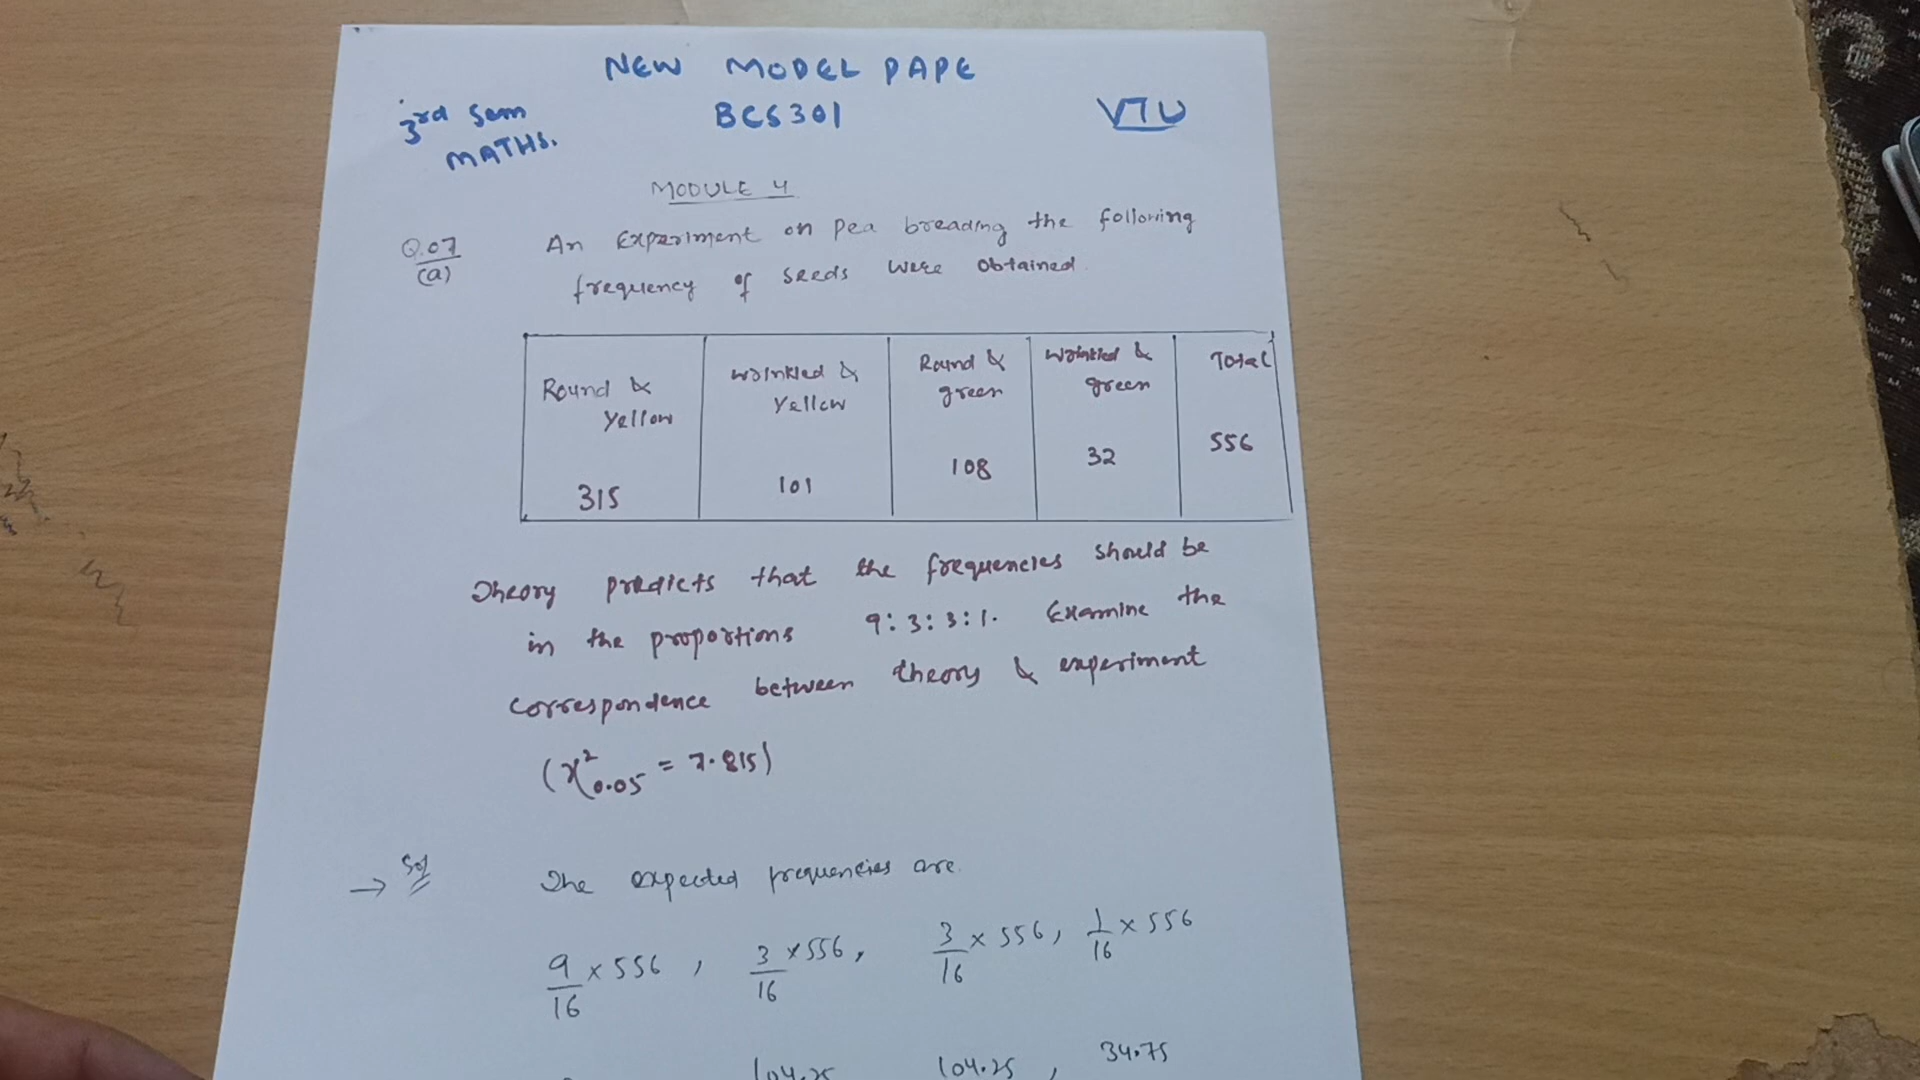 NEW MODEL PAPE
3rd Sem
MATHS.
BCS301
VTU
MODULE 4
Q.07
(a)
An Experiment on Pea breading the following
frequency of seeds were obtained.
Round & Yellow
wrinkled & Yellow
Round & green
wrinkled & green
Total
315
101
108
32
556
Theory predicts that the frequencies should be
in the proportions 9:3:3:1. Examine the
correspondence between theory & experiment
(χ²0.05 = 7.815)
→ Sol
The expected frequencies are.
9/16 × 556, 3/16 × 556, 3/16 × 556, 1/16 × 556
104.25 104.25, 34.75